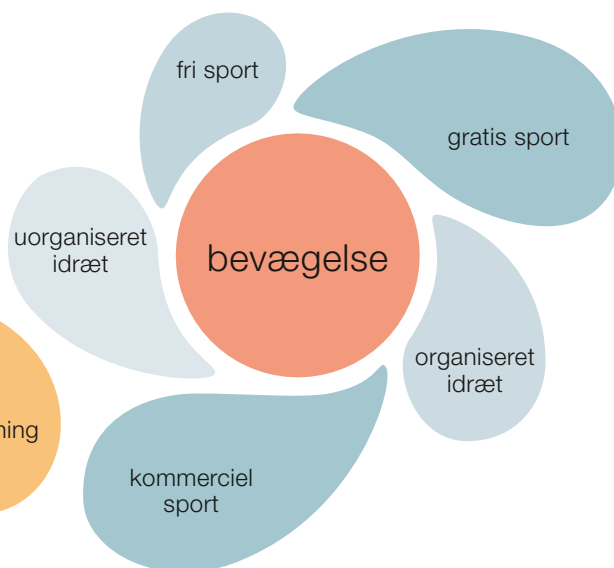 fri sport
gratis sport
uorganiseret
idræt
bevægelse
organiseret
idræt
kommerciel
sport